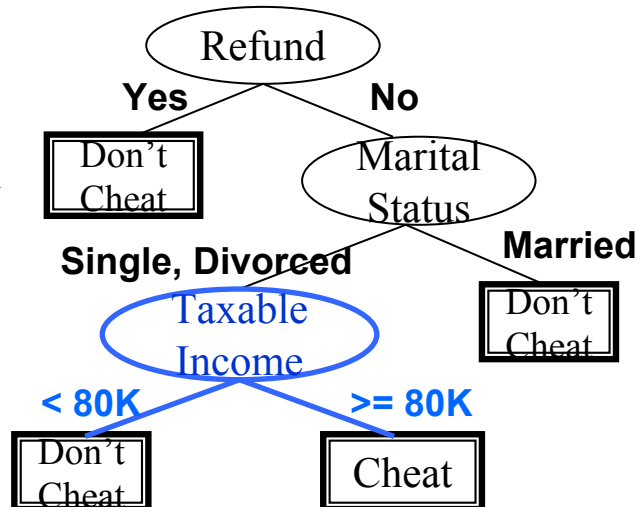 Refund
Yes
No
Don't
Cheat
Marital
Status
Single, Divorced
Married
Taxable
Income
Don't
Cheat
< 80K
>= 80K
Don't
Cheat
Cheat